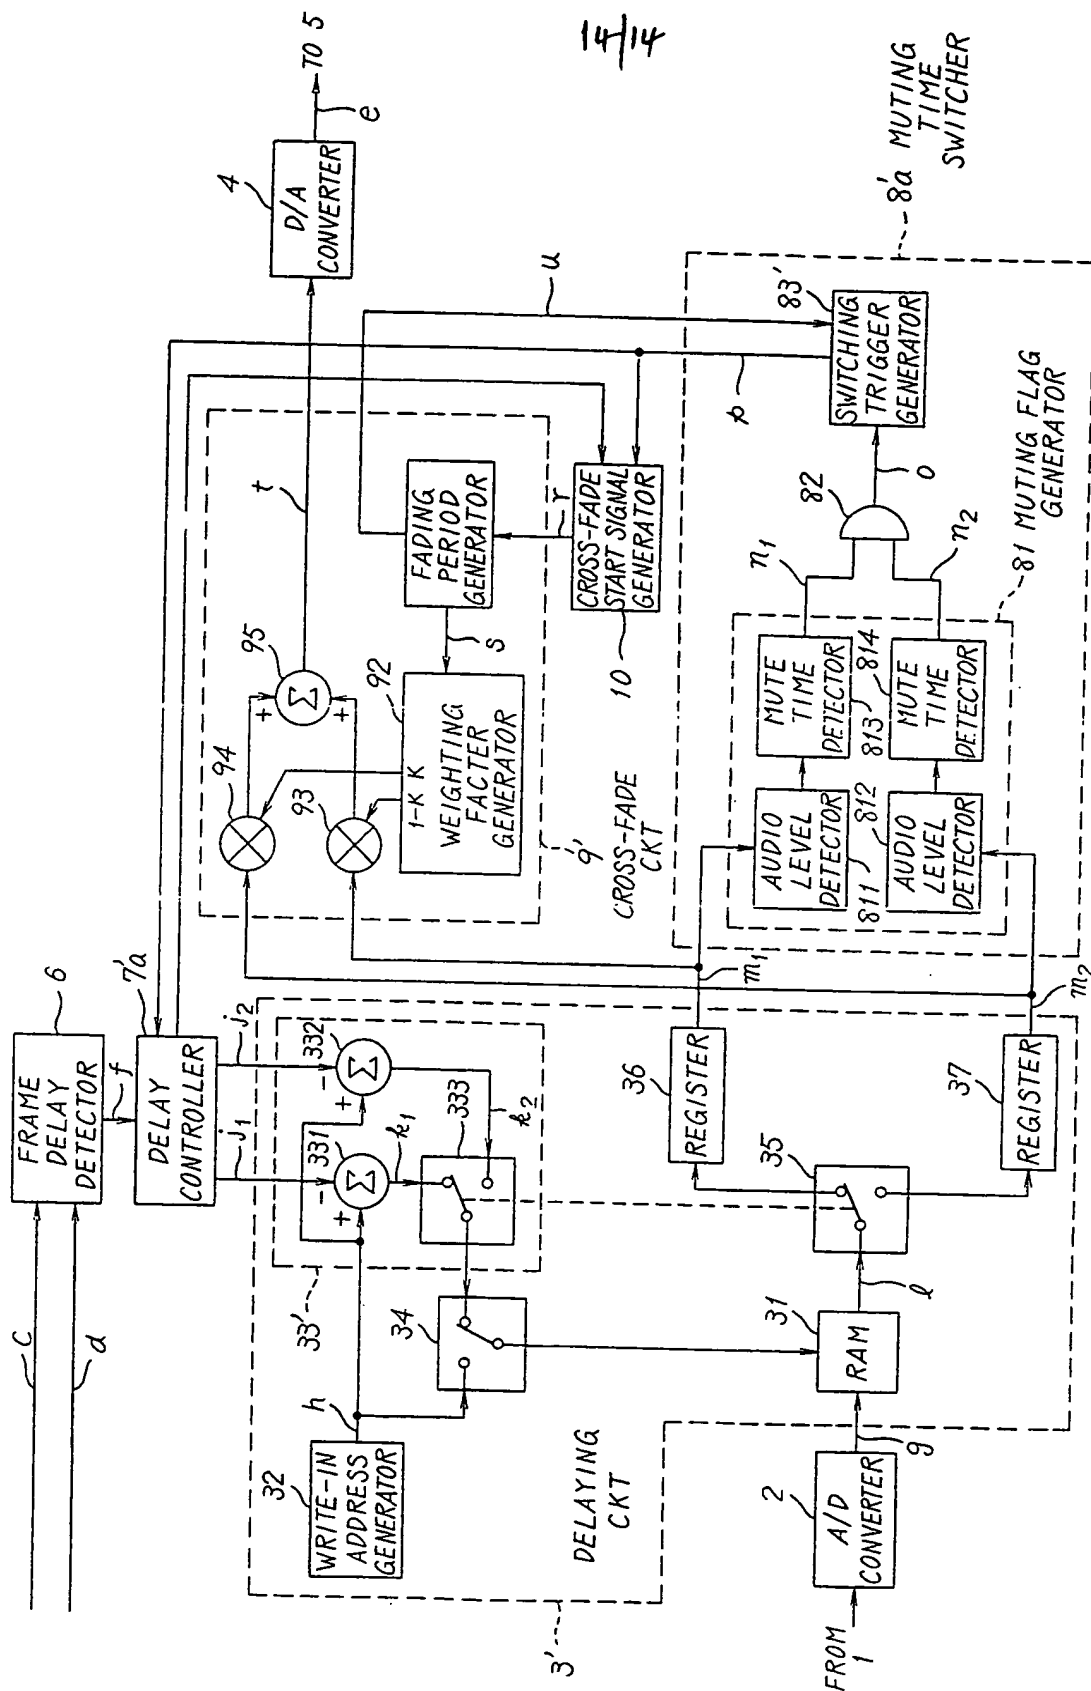 14/14
C
d
FRAME
DELAY
DETECTOR
6
f
DELAY
CONTROLLER
7'a
j1
j2
D/A
CONVERTER
4
e
TO 5
t
94
93
95
+
+
Σ
1-K K
WEIGHTING
FACTER
GENERATOR
92
s
FADING
PERIOD
GENERATOR
r
CROSS-FADE
START SIGNAL
GENERATOR
10
9'
CROSS-FADE
CKT
u
p
32
WRITE-IN
ADDRESS
GENERATOR
h
33'
331
Σ
+
-
332
Σ
+
-
k1
k2
333
34
DELAYING
CKT
3'
FROM
1
2
A/D
CONVERTER
g
31
RAM
l
35
36
REGISTER
37
REGISTER
m1
m2
8'a MUTING
TIME
SWITCHER
81 MUTING FLAG
GENERATOR
AUDIO
LEVEL
DETECTOR
811
AUDIO
LEVEL
DETECTOR
812
MUTE
TIME
DETECTOR
813
MUTE
TIME
DETECTOR
814
n1
n2
82
o
SWITCHING
TRIGGER
GENERATOR
83'